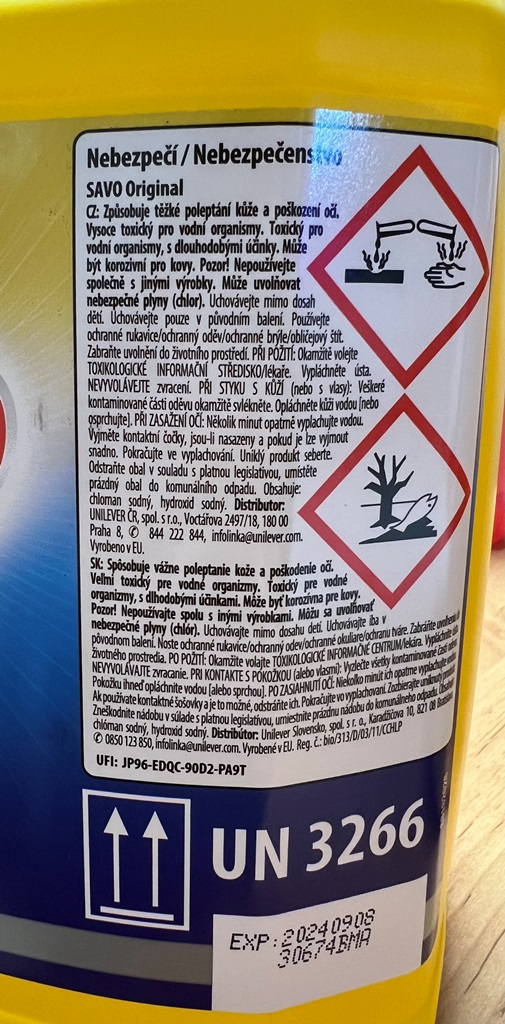 Nebezpečí / Nebezpečenstvo
SAVO Original
CZ: Způsobuje těžké poleptání kůže a poškození očí.
Vysoce toxický pro vodní organismy. Toxický pro
vodní organismy, s dlouhodobými účinky. Může
být korozivní pro kovy. Pozor! Nepoužívejte
společně s jinými výrobky. Může uvolňovat
nebezpečné plyny (chlor). Uchovávejte mimo dosah
dětí. Uchovávejte pouze v původním balení. Používejte
ochranné rukavice/ochranný oděv/ochranné brýle/obličejový štít.
Zabraňte uvolnění do životního prostředí. PŘI POŽITÍ: Okamžitě volejte
TOXIKOLOGICKÉ INFORMAČNÍ STŘEDISKO/lékaře. Vypláchněte ústa.
NEVYVOLÁVEJTE zvracení. PŘI STYKU S KŮŽÍ (nebo s vlasy): Veškeré
kontaminované části oděvu okamžitě svlékněte. Opláchněte kůži vodou [nebo
osprchujte]. PŘI ZASAŽENÍ OČÍ: Několik minut opatrně vyplachujte vodou.
Vyjměte kontaktní čočky, jsou-li nasazeny a pokud je lze vyjmout
snadno. Pokračujte ve vyplachování. Uniklý produkt seberte.
Odstraňte obal v souladu s platnou legislativou, umístěte
prázdný obal do komunálního odpadu. Obsahuje:
chlornan sodný, hydroxid sodný. Distributor:
UNILEVER ČR, spol. s r.o., Voctářova 2497/18, 180 00
Praha 8, ✆ 844 222 844, infolinka@unilever.com.
Vyrobeno v EU.
SK: Spôsobuje vážne poleptanie kože a poškodenie očí.
Veľmi toxický pre vodné organizmy. Toxický pre vodné
organizmy, s dlhodobými účinkami. Môže byť korozívna pre kovy.
Pozor! Nepoužívajte spolu s inými výrobkami. Môžu sa uvoľňovať
nebezpečné plyny (chlór). Uchovávajte mimo dosahu detí. Uchovávajte iba v
pôvodnom balení. Noste ochranné rukavice/ochranný odev/ochranné okuliare/ochranu tváre. Zabráňte uvoľneniu do
životného prostredia. PO POŽITÍ: Okamžite volajte TOXIKOLOGICKÉ INFORMAČNÉ CENTRUM/lekára. Vypláchnite ústa.
NEVYVOLÁVAJTE zvracanie. PRI KONTAKTE S POKOŽKOU (alebo vlasmi): Vyzlečte všetky kontaminované časti odevu.
Pokožku ihneď opláchnite vodou [alebo sprchou]. PO ZASIAHNUTÍ OČÍ: Niekoľko minút ich opatrne vyplachujte vodou.
Ak používate kontaktné šošovky a je to možné, odstráňte ich. Pokračujte vo vyplachovaní. Zozbierajte uniknutý produkt.
Zneškodnite nádobu v súlade s platnou legislatívou, umiestnite prázdnu nádobu do komunálneho odpadu. Obsahuje:
chlórnan sodný, hydroxid sodný. Distribútor: Unilever Slovensko, spol. s r. o., Karadžičova 10, 821 08 Bratislava
✆ 0850 123 850, infolinka@unilever.com. Vyrobené v EU. Reg. č.: bio/313/D/03/11/CCHLP
UFI: JP96-EDQC-90D2-PA9T
UN 3266
EXP: 20240908
30674BMA